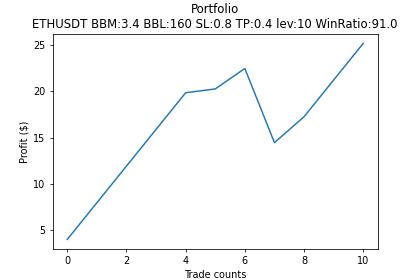 Portfolio
ETHUSDT BBM:3.4 BBL:160 SL:0.8 TP:0.4 lev:10 WinRatio:91.0
25
20
15
10
5
Profit ($)
0 2 4 6 8 10
Trade counts